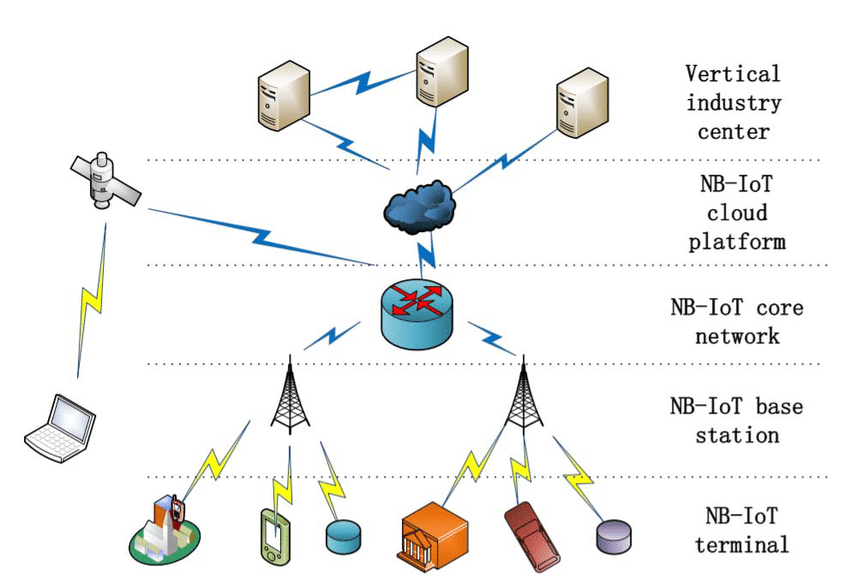 Vertical
industry
center
NB-IoT
cloud
platform
NB-IoT core
network
NB-IoT base
station
NB-IoT
terminal